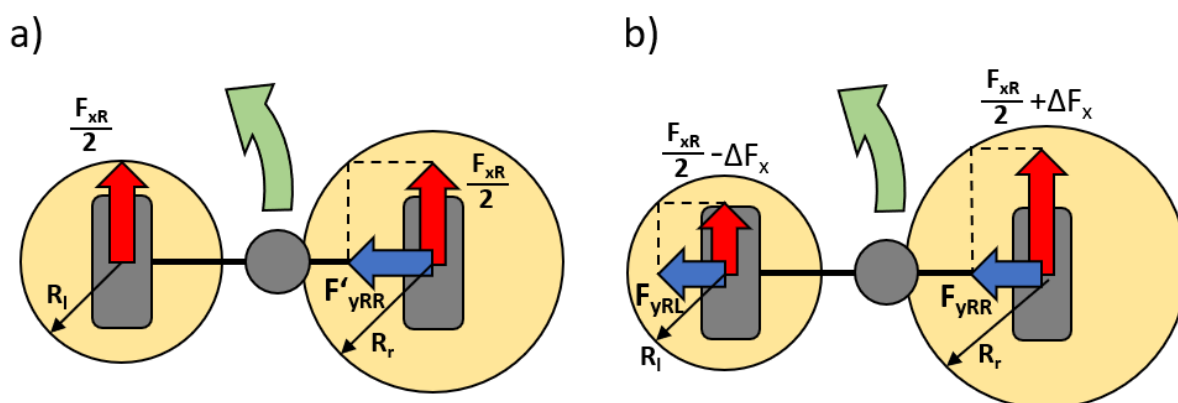 a)
F_xR
2
F_xR
2
F'_yRR
R_l
R_r
b)
F_xR
2 -ΔF_x
F_xR
2 +ΔF_x
F_yRL
F_yRR
R_l
R_r